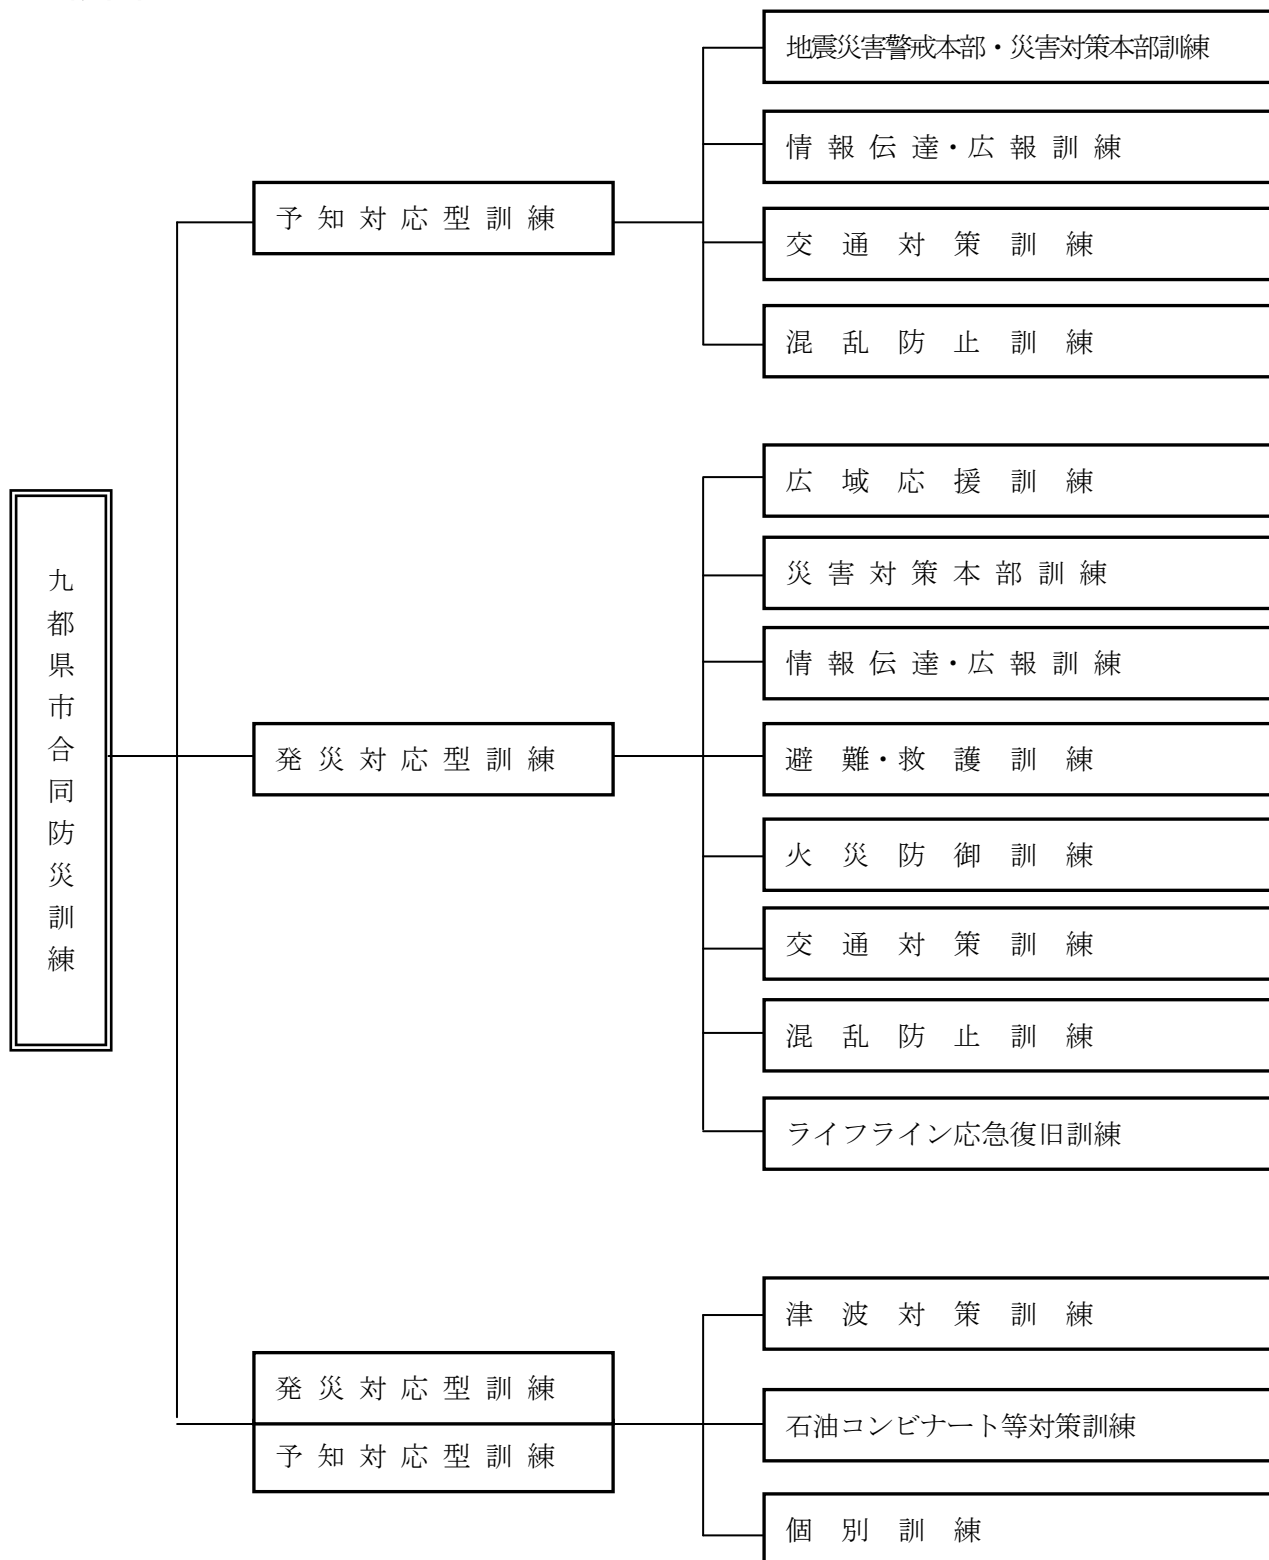 九都県市合同防災訓練
予知対応型訓練
地震災害警戒本部・災害対策本部訓練
情報伝達・広報訓練
交通対策訓練
混乱防止訓練
発災対応型訓練
広域応援訓練
災害対策本部訓練
情報伝達・広報訓練
避難・救護訓練
火災防御訓練
交通対策訓練
混乱防止訓練
ライフライン応急復旧訓練
発災対応型訓練
予知対応型訓練
津波対策訓練
石油コンビナート等対策訓練
個別訓練